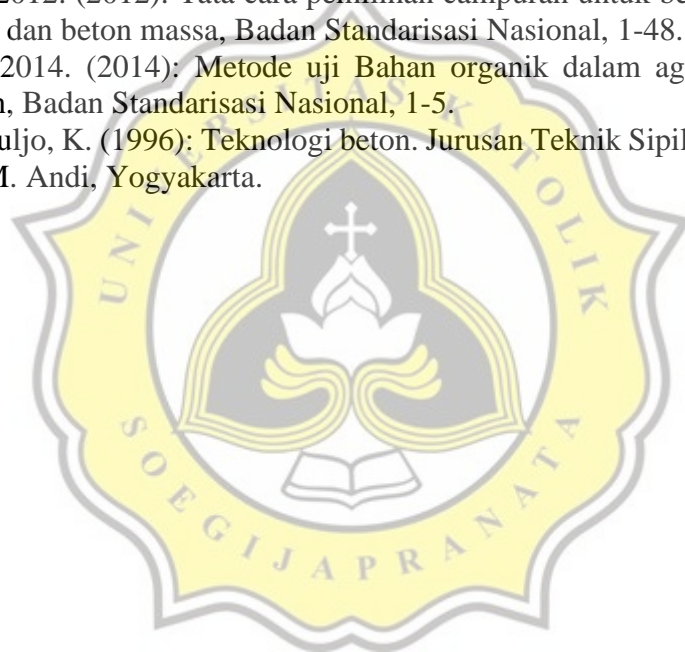 2012. (2012): Tata cara pemilihan campuran untuk
dan beton massa, Badan Standarisasi Nasional, 1-48.
2014. (2014): Metode uji Bahan organik dalam
, Badan Standarisasi Nasional, 1-5.
uljo, K. (1996): Teknologi beton. Jurusan Teknik Sipil
M. Andi, Yogyakarta.
UNIVERSITAS KATOLIK
SOEGIJAPRANATA